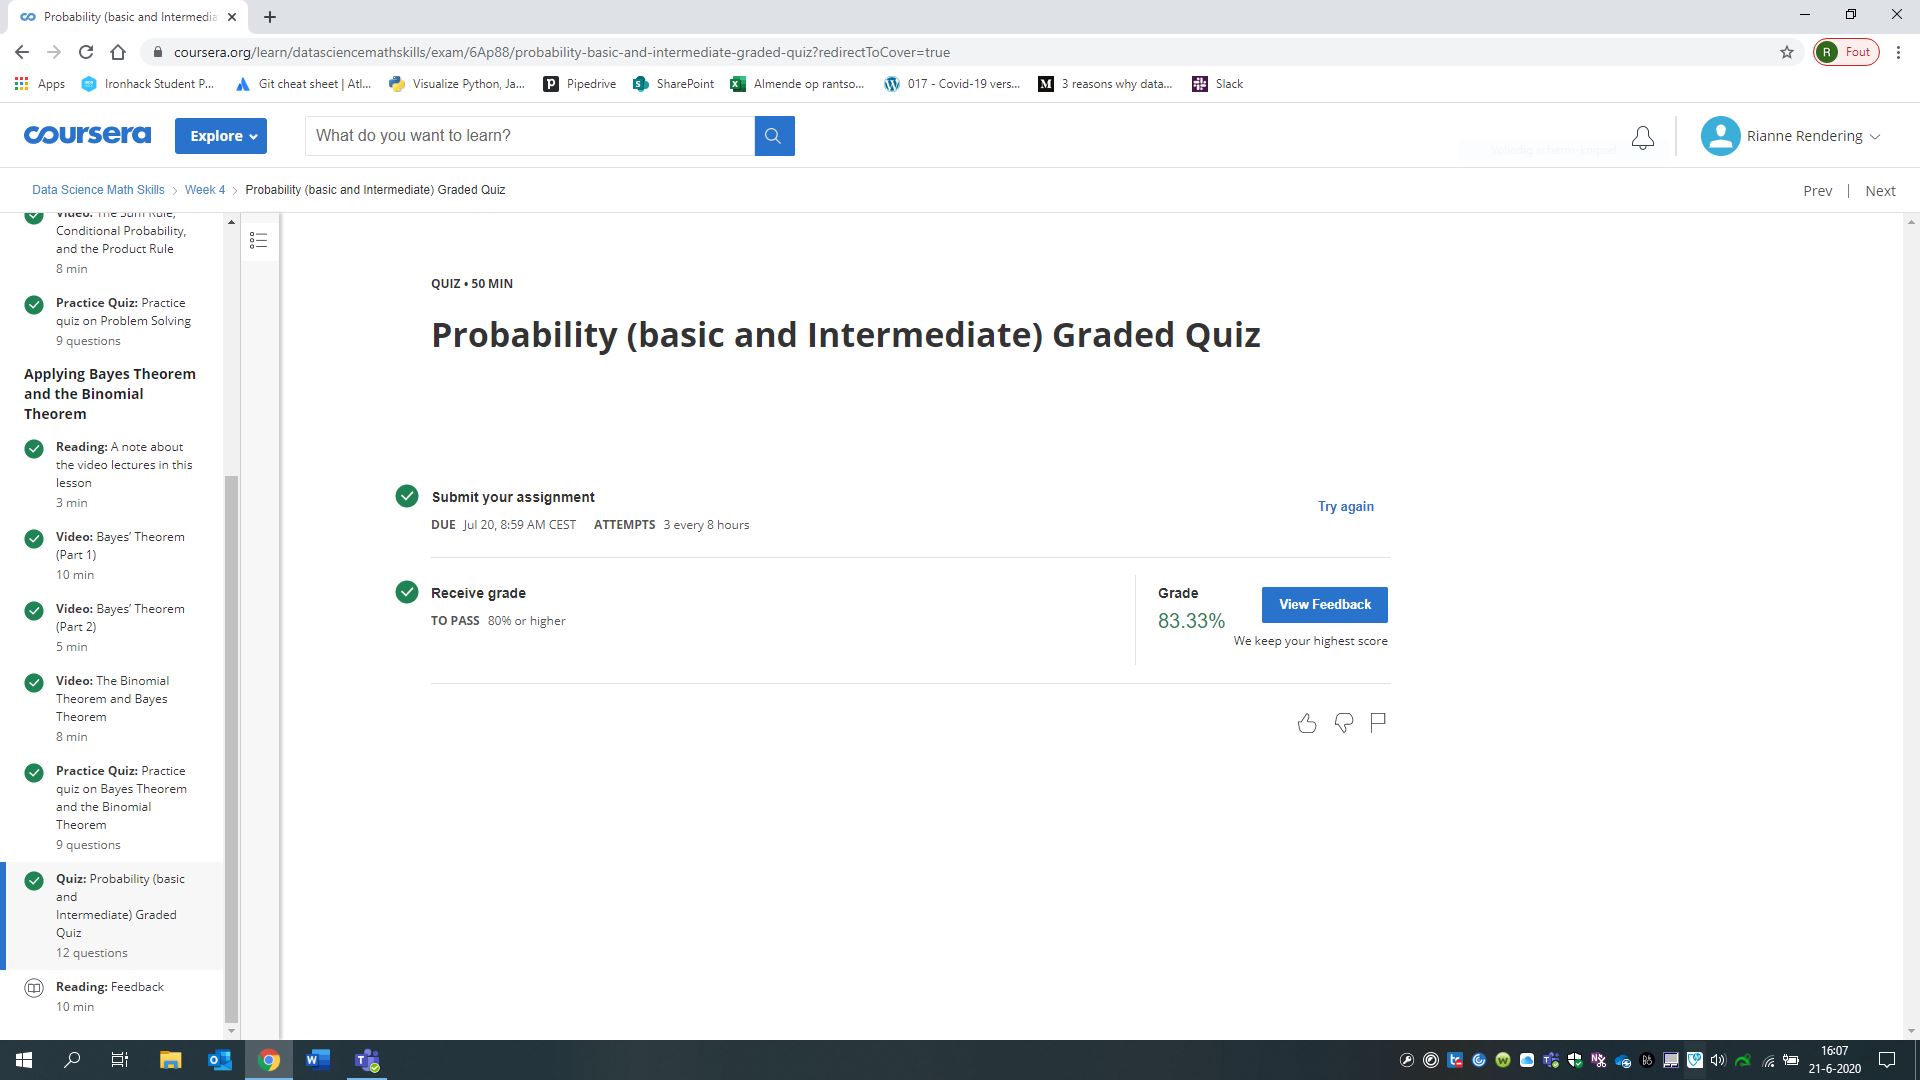 Probability (basic and Intermedia
coursera.org/learn/datasciencemathskills/exam/6Ap88/probability-basic-and-intermediate-graded-quiz?redirectToCover=true
R Fout
Apps Ironhack Student P... Git cheat sheet | Atl... Visualize Python, Ja... Pipedrive SharePoint Almende op rantso... 017 - Covid-19 vers... 3 reasons why data... Slack
coursera Explore What do you want to learn? Rianne Rendering
Data Science Math Skills > Week 4 > Probability (basic and Intermediate) Graded Quiz Prev | Next
Video: The Sum Rule,
Conditional Probability,
and the Product Rule
8 min
Practice Quiz: Practice
quiz on Problem Solving
9 questions
Applying Bayes Theorem
and the Binomial
Theorem
Reading: A note about
the video lectures in this
lesson
3 min
Video: Bayes’ Theorem
(Part 1)
10 min
Video: Bayes’ Theorem
(Part 2)
5 min
Video: The Binomial
Theorem and Bayes
Theorem
8 min
Practice Quiz: Practice
quiz on Bayes Theorem
and the Binomial
Theorem
9 questions
Quiz: Probability (basic
and
Intermediate) Graded
Quiz
12 questions
Reading: Feedback
10 min
QUIZ • 50 MIN
Probability (basic and Intermediate) Graded Quiz
Submit your assignment
DUE Jul 20, 8:59 AM CEST ATTEMPTS 3 every 8 hours
Try again
Receive grade
TO PASS 80% or higher
Grade
83.33%
View Feedback
We keep your highest score
16:07
21-6-2020